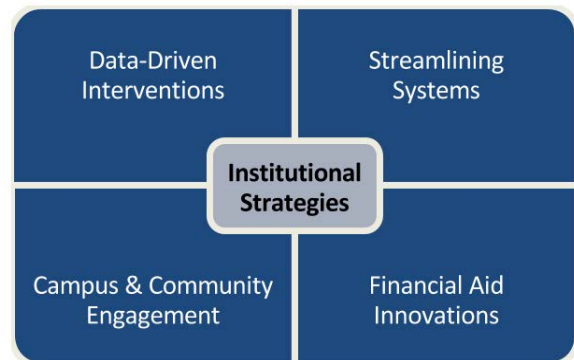 Data-Driven
Interventions
Streamlining
Systems
Institutional
Strategies
Campus & Community
Engagement
Financial Aid
Innovations